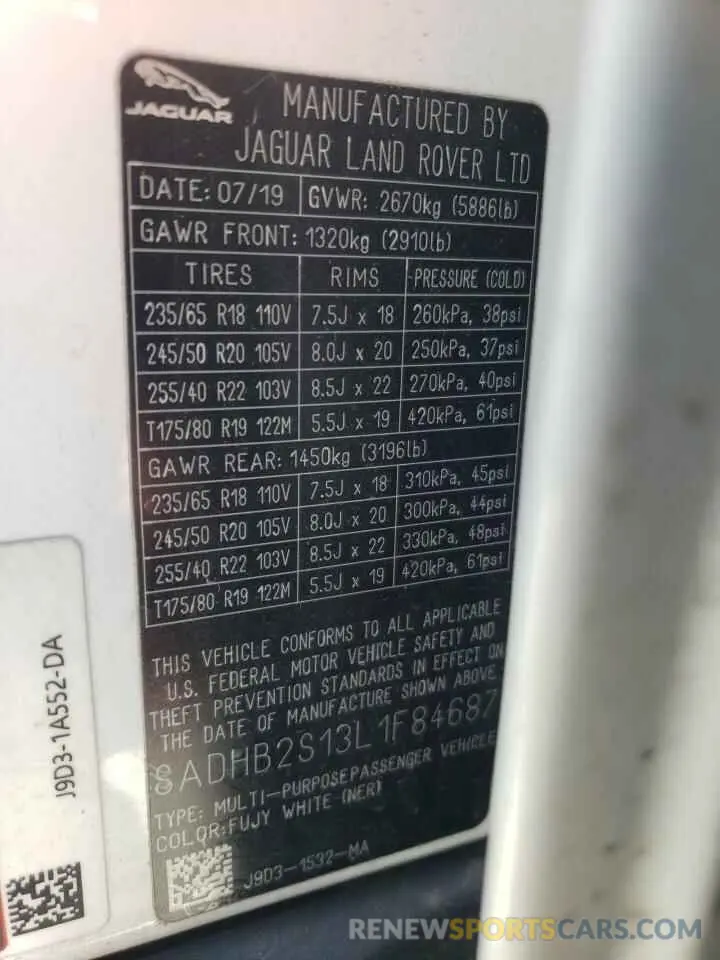 JAGUAR
MANUFACTURED BY
JAGUAR LAND ROVER LTD
DATE: 07/19 GVWR: 2670kg (5886lb)
GAWR FRONT: 1320kg (2910lb)
TIRES RIMS PRESSURE (COLD)
235/65 R18 110V 7.5J x 18 260kPa, 38psi
245/50 R20 105V 8.0J x 20 250kPa, 37psi
255/40 R22 103V 8.5J x 22 270kPa, 40psi
T175/80 R19 122M 5.5J x 19 420kPa, 61psi
GAWR REAR: 1450kg (3196lb)
235/65 R18 110V 7.5J x 18 310kPa, 45psi
245/50 R20 105V 8.0J x 20 300kPa, 44psi
255/40 R22 103V 8.5J x 22 330kPa, 48psi
T175/80 R19 122M 5.5J x 19 420kPa, 61psi
THIS VEHICLE CONFORMS TO ALL APPLICABLE
U.S. FEDERAL MOTOR VEHICLE SAFETY AND
THEFT PREVENTION STANDARDS IN EFFECT ON
THE DATE OF MANUFACTURE SHOWN ABOVE.
SADHB2S13L1F84687
TYPE: MULTI-PURPOSEPASSENGER VEHICLE
COLOR:FUJY WHITE (NER)
J9D3-1532-MA
J9D3-1A552-DA
RENEWSPORTSCARS.COM